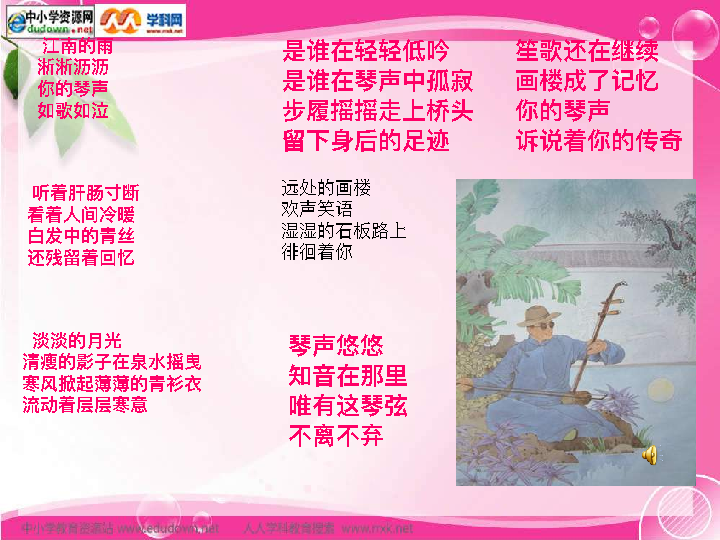 中小学资源网
edudown.net
学科网
www.nxk.net
江南的雨
淅淅沥沥
你的琴声
如歌如泣
是谁在轻轻低吟
是谁在琴声中孤寂
步履摇摇走上桥头
留下身后的足迹
笙歌还在继续
画楼成了记忆
你的琴声
诉说着你的传奇
听着肝肠寸断
看着人间冷暖
白发中的青丝
还残留着回忆
远处的画楼
欢声笑语
湿湿的石板路上
徘徊着你
淡淡的月光
清瘦的影子在泉水摇曳
寒风掀起薄薄的青衫衣
流动着层层寒意
琴声悠悠
知音在那里
唯有这琴弦
不离不弃
中小学教育资源站 www.edudown.net 人人学科教育搜索 www.rrxk.net